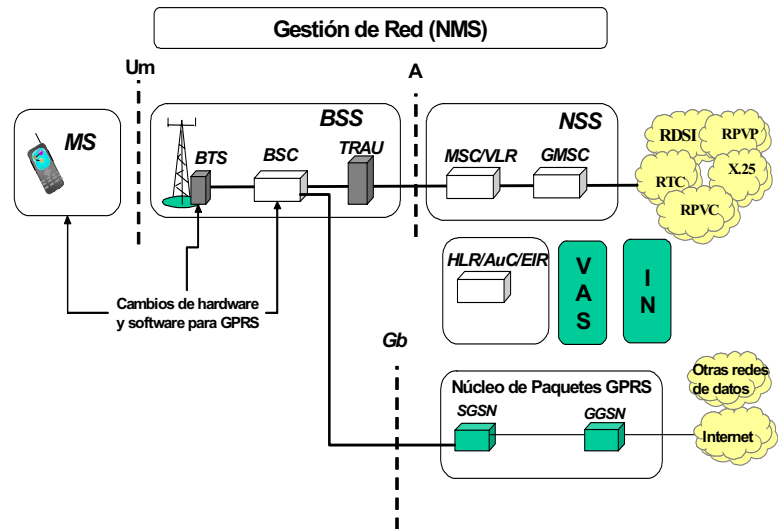 Gestión de Red (NMS)
Um
A
MS
BSS
BTS
BSC
TRAU
NSS
MSC/VLR
GMSC
RDSI
RPVP
RTC
X.25
RPVC
HLR/AuC/EIR
V
A
S
I
N
Cambios de hardware
y software para GPRS
Gb
Núcleo de Paquetes GPRS
SGSN
GGSN
Otras redes
de datos
Internet